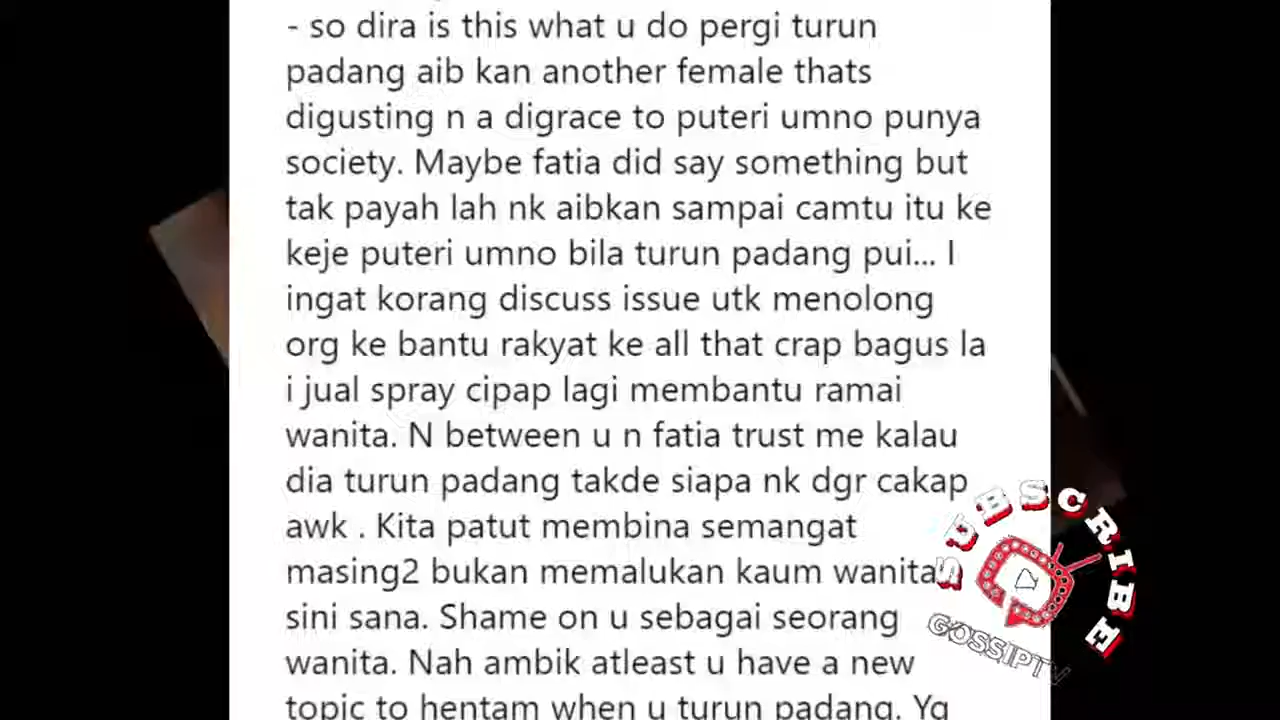 - so dira is this what u do pergi turun
padang aib kan another female thats
digusting n a digrace to puteri umno punya
society. Maybe fatia did say something but
tak payah lah nk aibkan sampai camtu itu ke
keje puteri umno bila turun padang pui... I
ingat korang discuss issue utk menolong
org ke bantu rakyat ke all that crap bagus la
i jual spray cipap lagi membantu ramai
wanita. N between u n fatia trust me kalau
dia turun padang takde siapa nk dgr cakap
awk . Kita patut membina semangat
masing2 bukan memalukan kaum wanita
sini sana. Shame on u sebagai seorang
wanita. Nah ambik atleast u have a new
topic to hentam when u turun padang. Yg
SUBSCRIBE
GOSSIPTV